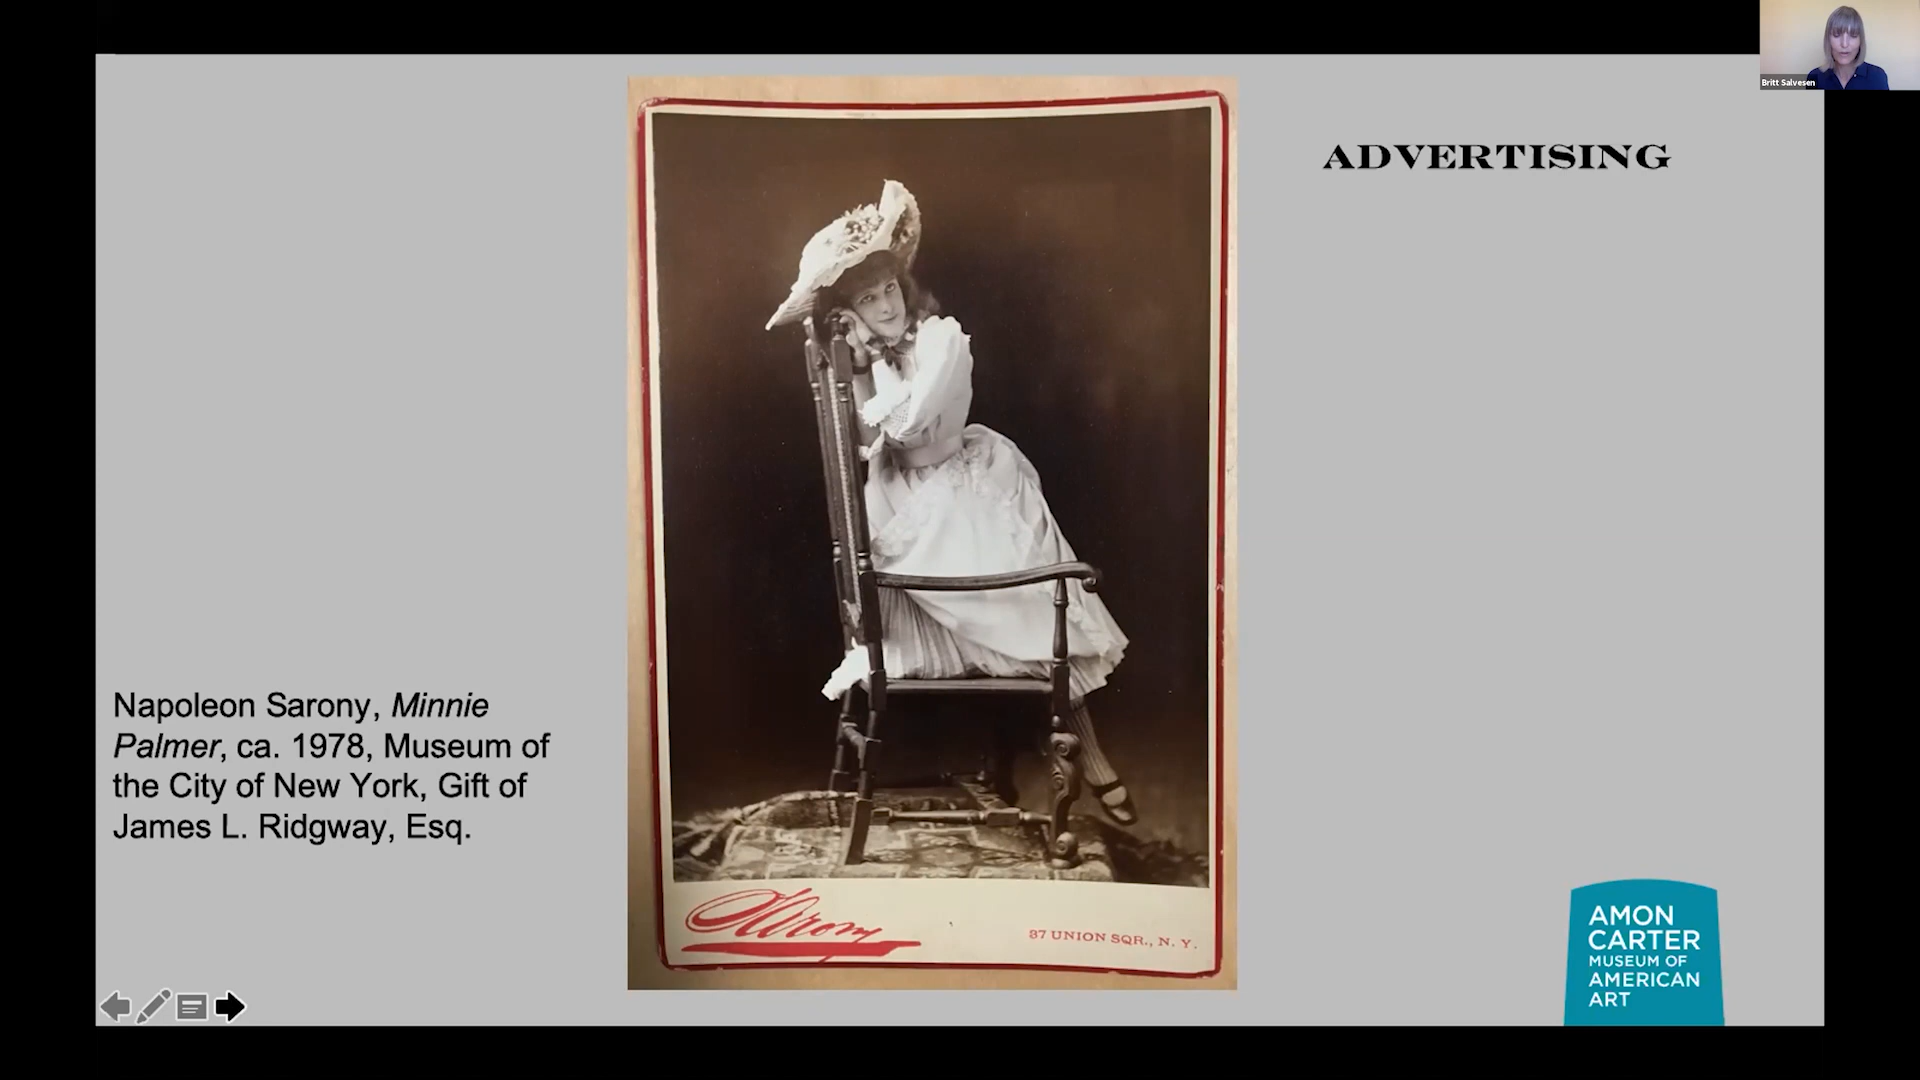 Britt Salvesen
ADVERTISING
Napoleon Sarony, Minnie
Palmer, ca. 1978, Museum of
the City of New York, Gift of
James L. Ridgway, Esq.
Sarony
37 UNION SQR., N. Y.
AMON
CARTER
MUSEUM OF
AMERICAN
ART